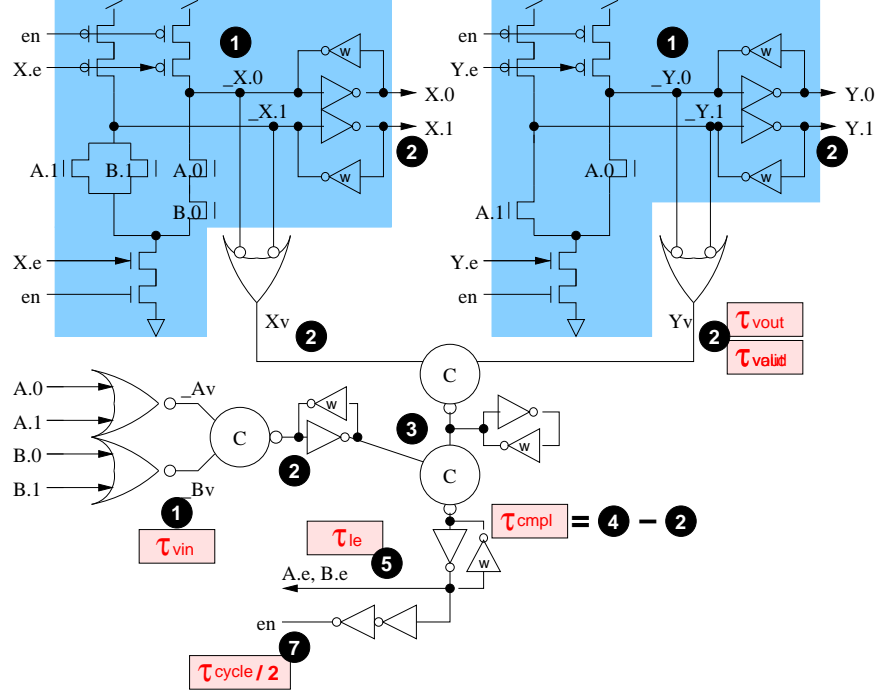 en
1
X.e
_X.0
w
X.0
_X.1
X.1
2
A.1
B.1
A.0
w
B.0
X.e
en
Xv
2
en
1
Y.e
_Y.0
w
Y.0
_Y.1
Y.1
2
A.0
w
A.1
Y.e
en
Yv
2
τvout
τvalid
C
A.0
_Av
A.1
w
B.0
C
3
w
B.1
_Bv
2
C
1
τvin
τcmpl = 4 − 2
τle
5
w
A.e, B.e
en
7
τcycle / 2